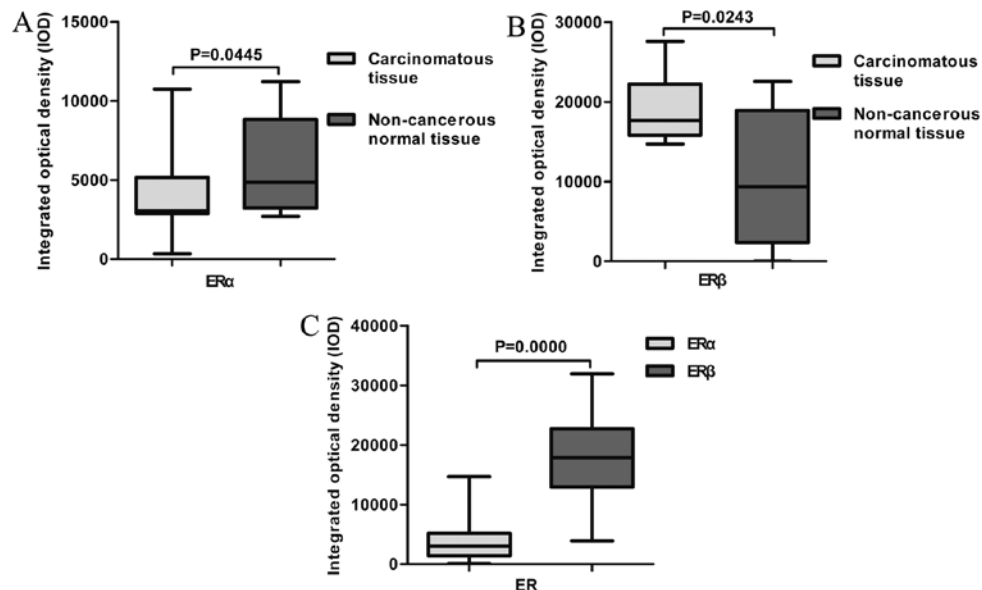 A
Integrated optical density (IOD)
15000
10000
5000
0
P=0.0445
ERα
Carcinomatous
tissue
Non-cancerous
normal tissue
B
Integrated optical density (IOD)
30000
20000
10000
0
P=0.0243
ERβ
Carcinomatous
tissue
Non-cancerous
normal tissue
C
Integrated optical density (IOD)
40000
30000
20000
10000
0
P=0.0000
ER
ERα
ERβ